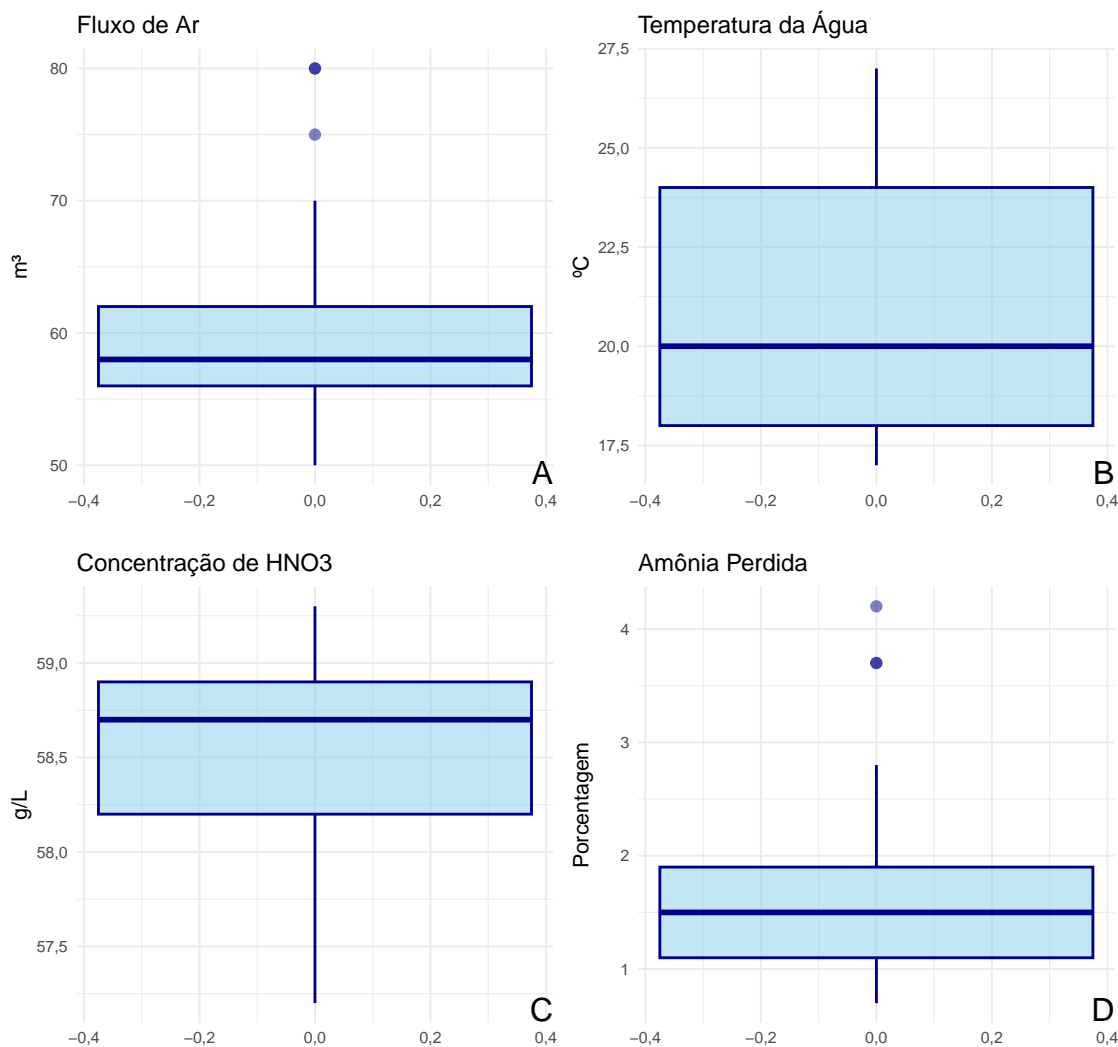 Fluxo de Ar
80
70
60
50
m³
−0,4 −0,2 0,0 0,2 0,4
A
Temperatura da Água
27,5
25,0
22,5
20,0
17,5
ºC
−0,4 −0,2 0,0 0,2 0,4
B
Concentração de HNO3
59,0
58,5
58,0
57,5
g/L
−0,4 −0,2 0,0 0,2 0,4
C
Amônia Perdida
4
3
2
1
Porcentagem
−0,4 −0,2 0,0 0,2 0,4
D